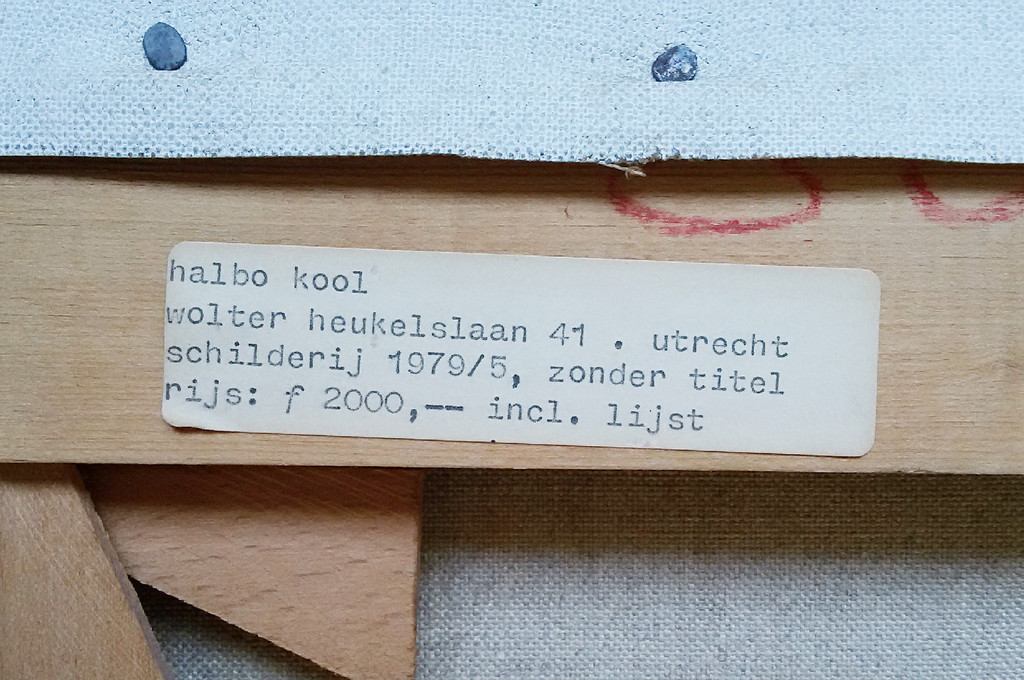 halbo kool
wolter heukelslaan 41 . utrecht
schilderij 1979/5, zonder titel
rijs: f 2000,-- incl. lijst